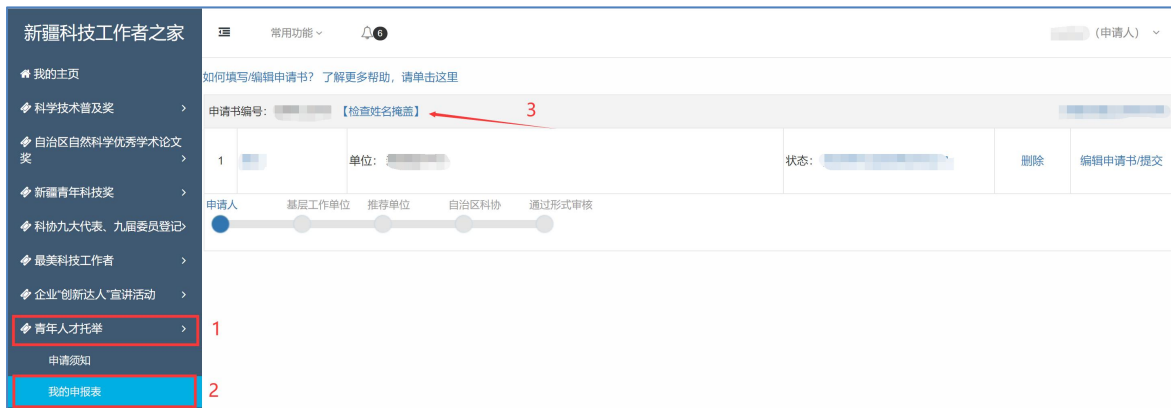 新疆科技工作者之家
常用功能
6
(申请人)
我的主页
如何填写/编辑申请书? 了解更多帮助, 请单击这里
科学技术普及奖
申请书编号:
【检查姓名掩盖】
3
自治区自然科学优秀学术论文
奖
1
单位:
状态:
删除
编辑申请书/提交
新疆青年科技奖
申请人
基层工作单位
推荐单位
自治区科协
通过形式审核
科协九大代表、九届委员登记
最美科技工作者
企业“创新达人”宣讲活动
青年人才托举
1
申请须知
我的申报表
2